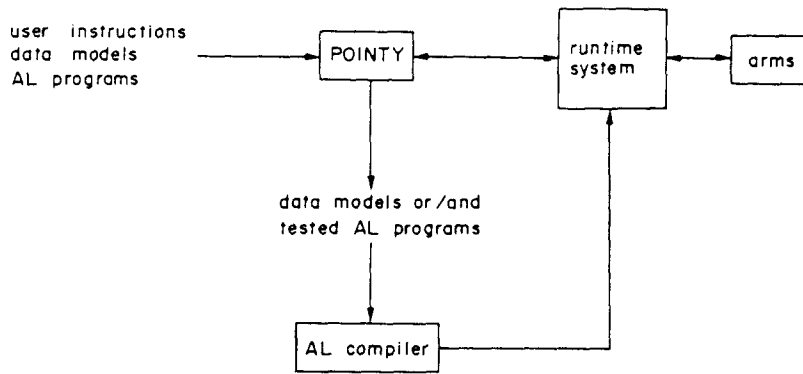 user instructions
data models
AL programs
POINTY
runtime
system
arms
data models or/and
tested AL programs
AL compiler